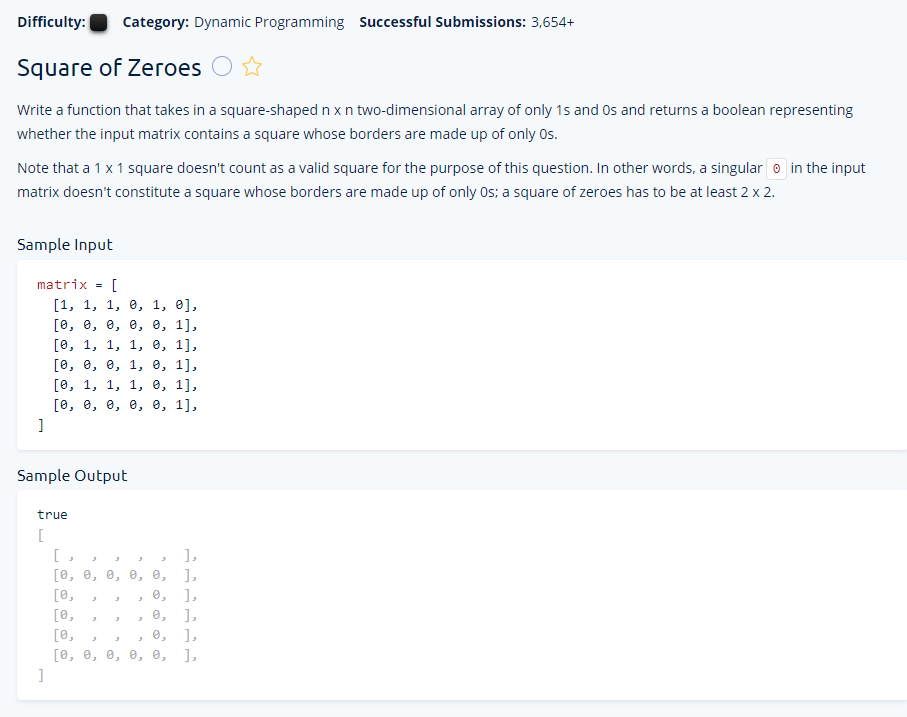 Difficulty: Category: Dynamic Programming Successful Submissions: 3,654+
Square of Zeroes
Write a function that takes in a square-shaped n x n two-dimensional array of only 1s and 0s and returns a boolean representing
whether the input matrix contains a square whose borders are made up of only 0s.
Note that a 1 x 1 square doesn't count as a valid square for the purpose of this question. In other words, a singular 0 in the input
matrix doesn't constitute a square whose borders are made up of only 0s; a square of zeroes has to be at least 2 x 2.
Sample Input
matrix = [
  [1, 1, 1, 0, 1, 0],
  [0, 0, 0, 0, 0, 1],
  [0, 1, 1, 1, 0, 1],
  [0, 0, 0, 1, 0, 1],
  [0, 1, 1, 1, 0, 1],
  [0, 0, 0, 0, 0, 1],
]
Sample Output
true
[
  [ ,  ,  ,  ,  ,  ],
  [0, 0, 0, 0, 0,  ],
  [0,  ,  ,  , 0,  ],
  [0,  ,  ,  , 0,  ],
  [0,  ,  ,  , 0,  ],
  [0, 0, 0, 0, 0,  ],
]